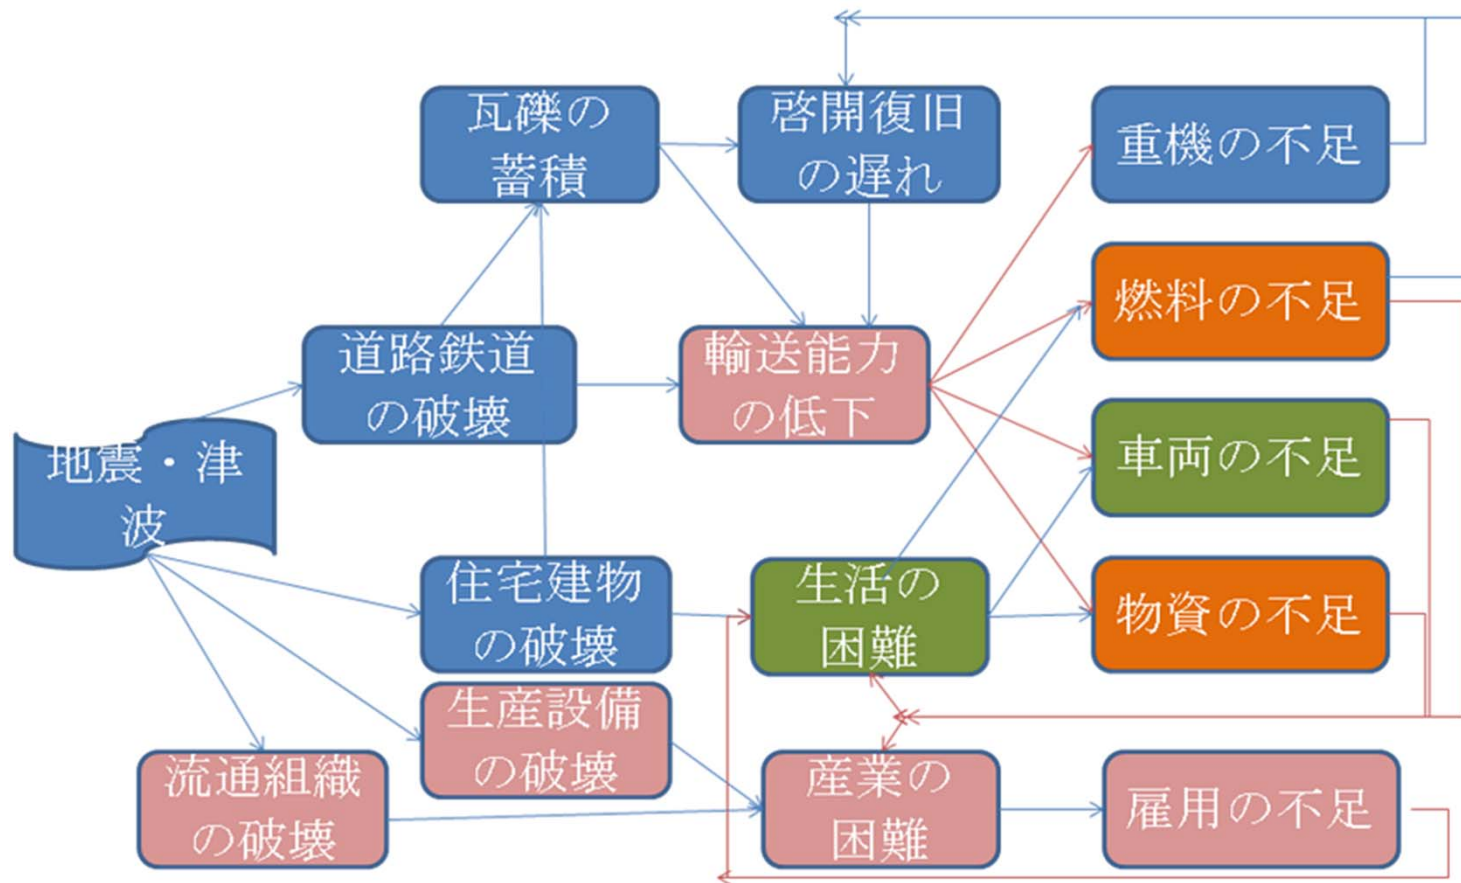 瓦礫の
蓄積
啓開復旧
の遅れ
重機の不足
燃料の不足
道路鉄道
の破壊
輸送能力
の低下
車両の不足
地震・津
波
住宅建物
の破壊
生活の
困難
物資の不足
生産設備
の破壊
流通組織
の破壊
産業の
困難
雇用の不足